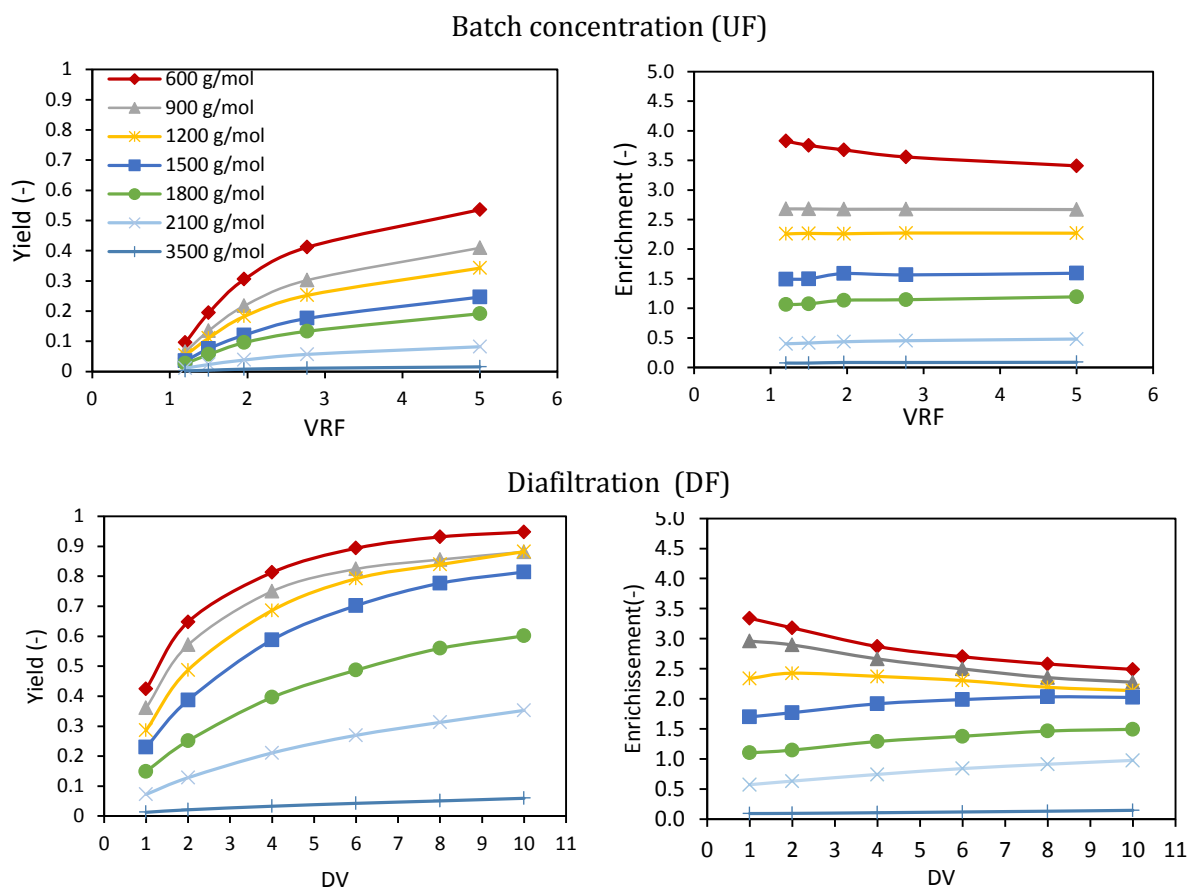 Batch concentration (UF)
1
0.9
0.8
0.7
0.6
0.5
0.4
0.3
0.2
0.1
0
Yield (-)
600 g/mol
900 g/mol
1200 g/mol
1500 g/mol
1800 g/mol
2100 g/mol
3500 g/mol
0 1 2 3 4 5 6
VRF
5.0
4.5
4.0
3.5
3.0
2.5
2.0
1.5
1.0
0.5
0.0
Enrichment (-)
0 1 2 3 4 5 6
VRF
Diafiltration (DF)
1
0.9
0.8
0.7
0.6
0.5
0.4
0.3
0.2
0.1
0
Yield (-)
0 1 2 3 4 5 6 7 8 9 10 11
DV
5.0
4.5
4.0
3.5
3.0
2.5
2.0
1.5
1.0
0.5
0.0
Enrichissement(-)
0 1 2 3 4 5 6 7 8 9 10 11
DV